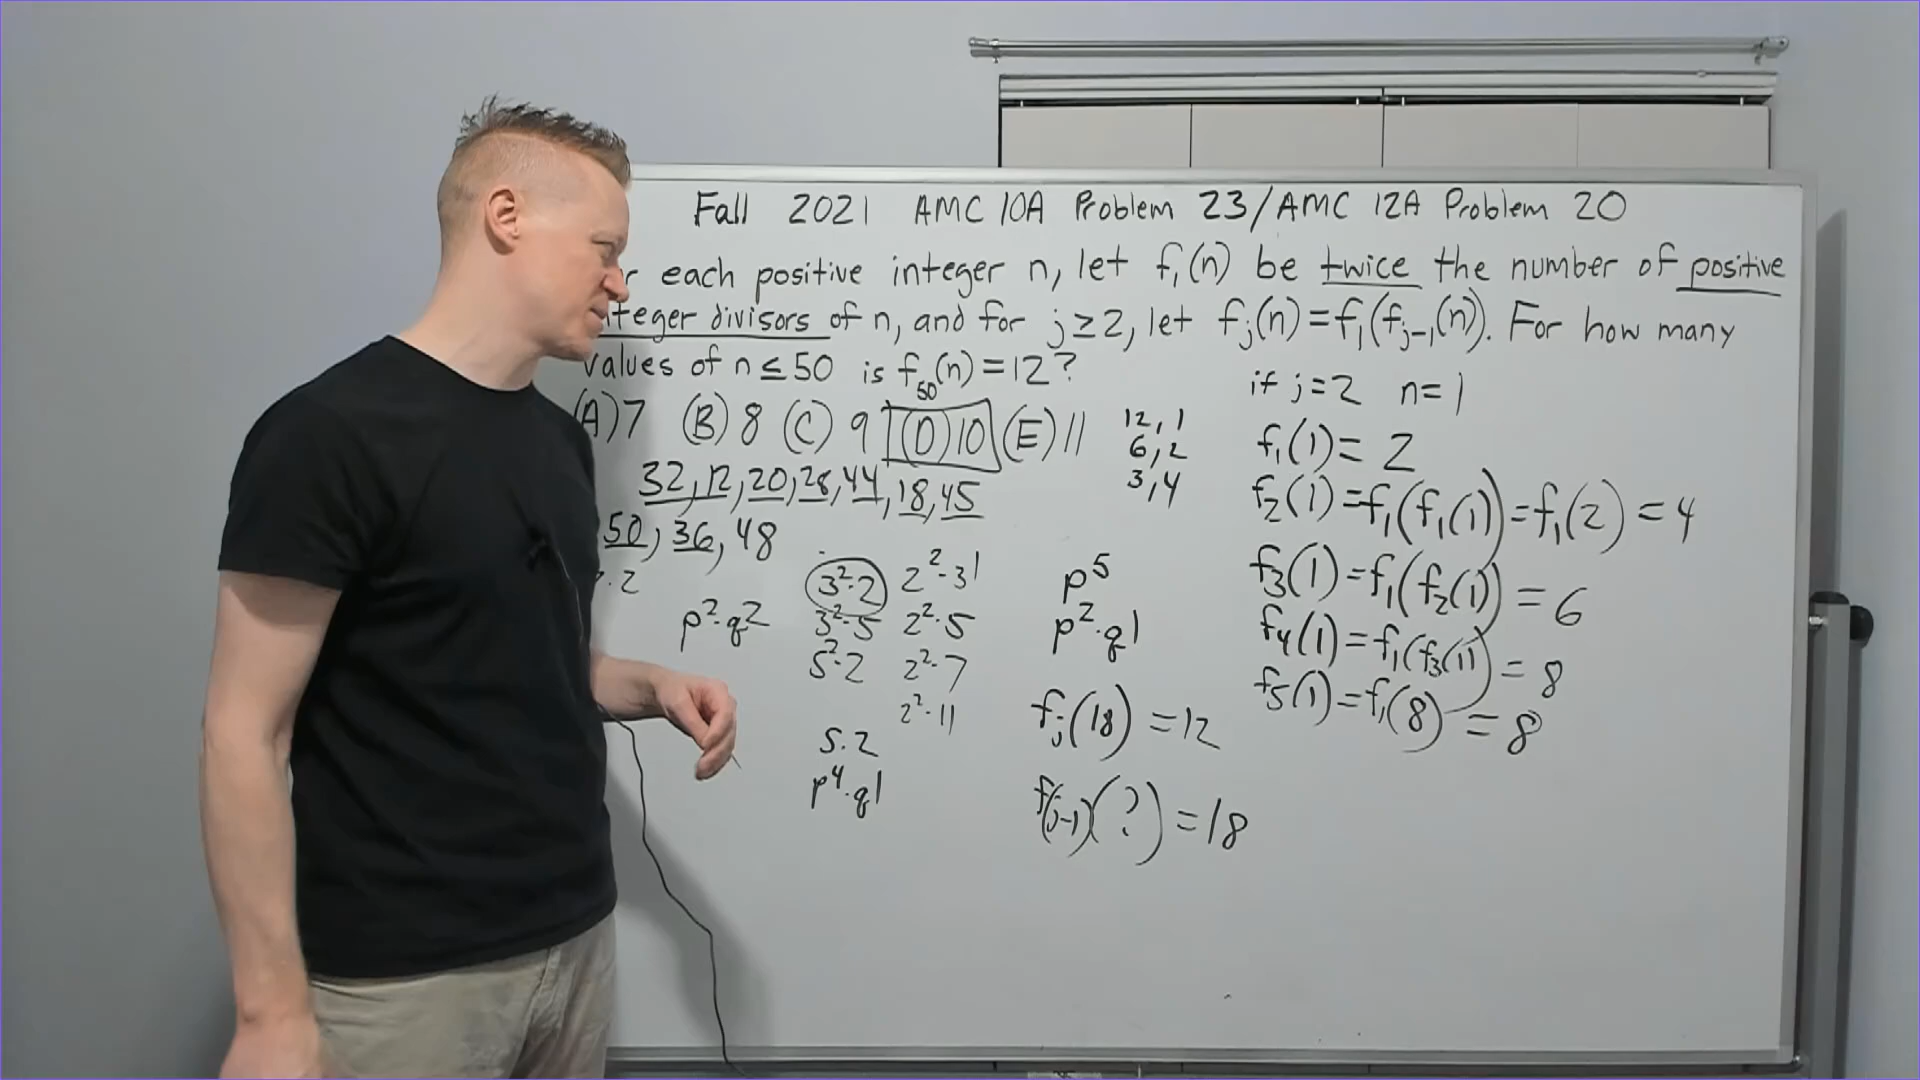 Fall 2021 AMC 10A Problem 23/AMC 12A Problem 20
r each positive integer n, let f₁(n) be twice the number of positive
teger divisors of n, and for j≥2, let fⱼ(n)=f₁(fⱼ₋₁(n)). For how many
values of n≤50 is f₅₀(n)=12?
(A)7 (B)8 (C)9 (D)10 (E)11
32,12,20,28,44,18,45
50,36,48
.2
p²·q²
3²·2
3²·5
5²·2
2²·3¹
2²·5
2²·7
2²·11
5·2
p⁴·q¹
12,1
6,2
3,4
p⁵
p²·q¹
fⱼ(18)=12
f(j-1)(?)=18
if j=2 n=1
f₁(1)=2
f₂(1)=f₁(f₁(1))=f₁(2)=4
f₃(1)=f₁(f₂(1))=6
f₄(1)=f₁(f₃(1))=8
f₅(1)=f₁(8)=8